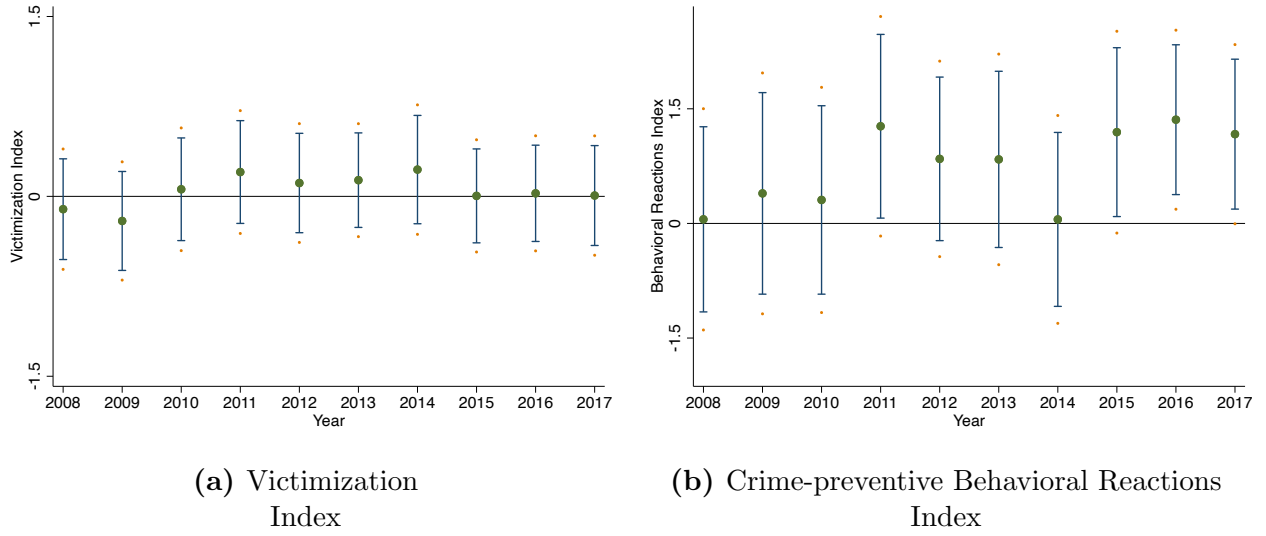 1.5
0
-1.5
Victimization Index
2008 2009 2010 2011 2012 2013 2014 2015 2016 2017
Year
(a) Victimization
Index
1.5
0
-1.5
Behavioral Reactions Index
2008 2009 2010 2011 2012 2013 2014 2015 2016 2017
Year
(b) Crime-preventive Behavioral Reactions
Index